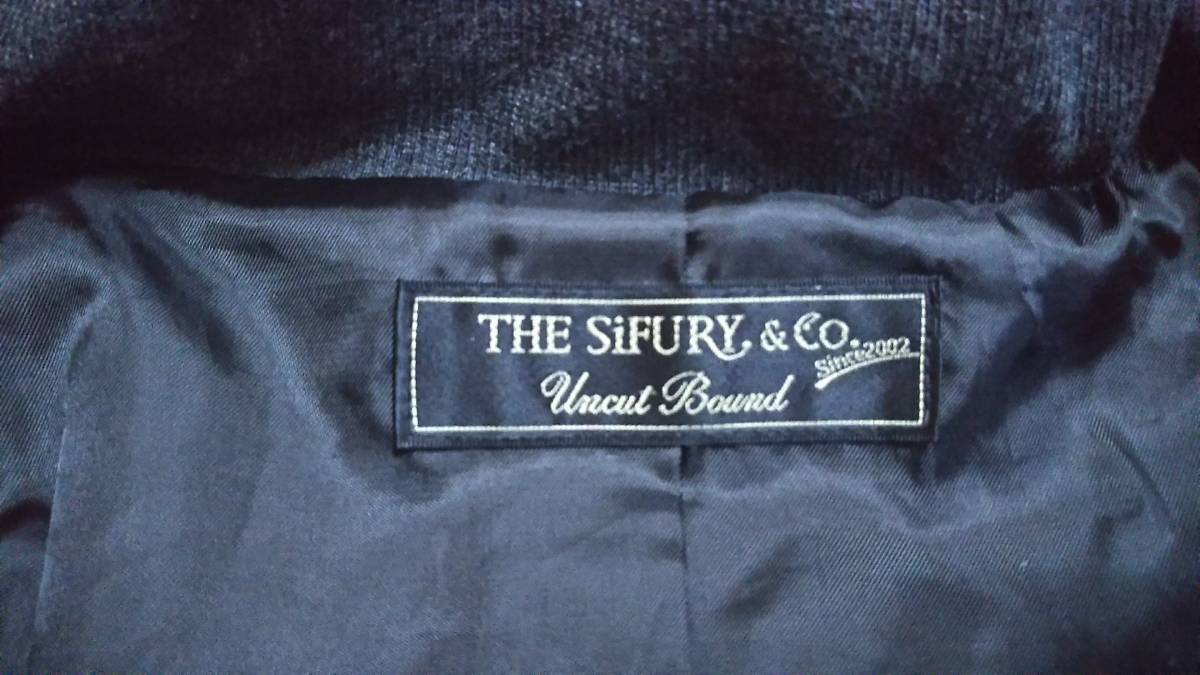 THE SiFURY & CO.
Since2002
Uncut Bound